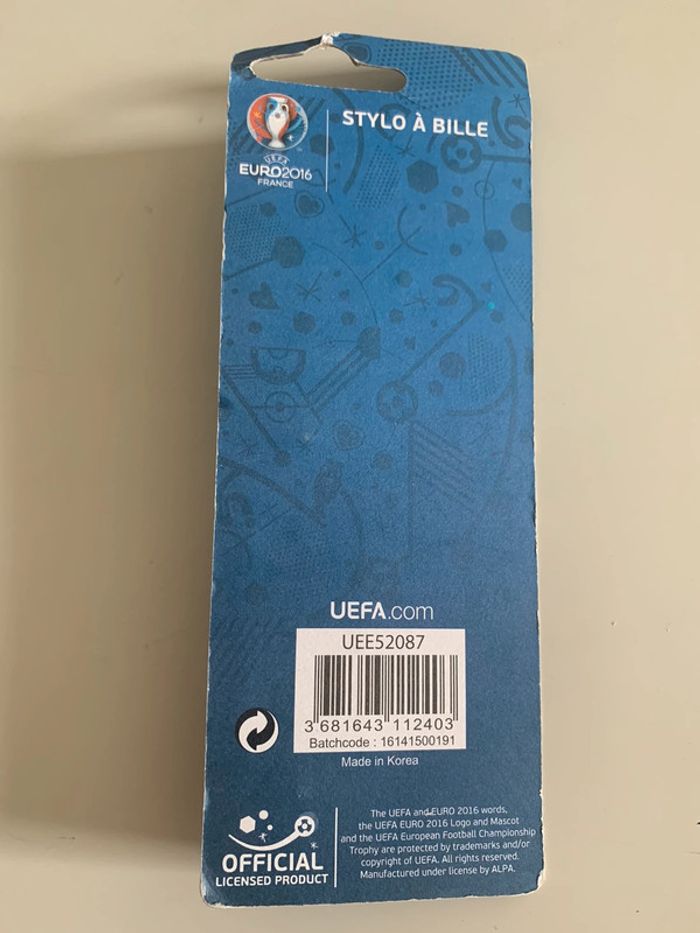 STYLO À BILLE
UEFA
EURO2016
FRANCE
UEFA.com
UEE52087
3 681643 112403
Batchcode : 16141500191
Made in Korea
OFFICIAL
LICENSED PRODUCT
The UEFA and EURO 2016 words,
the UEFA EURO 2016 Logo and Mascot
and the UEFA European Football Championship
Trophy are protected by trademarks and/or
copyright of UEFA. All rights reserved.
Manufactured under license by ALPA.